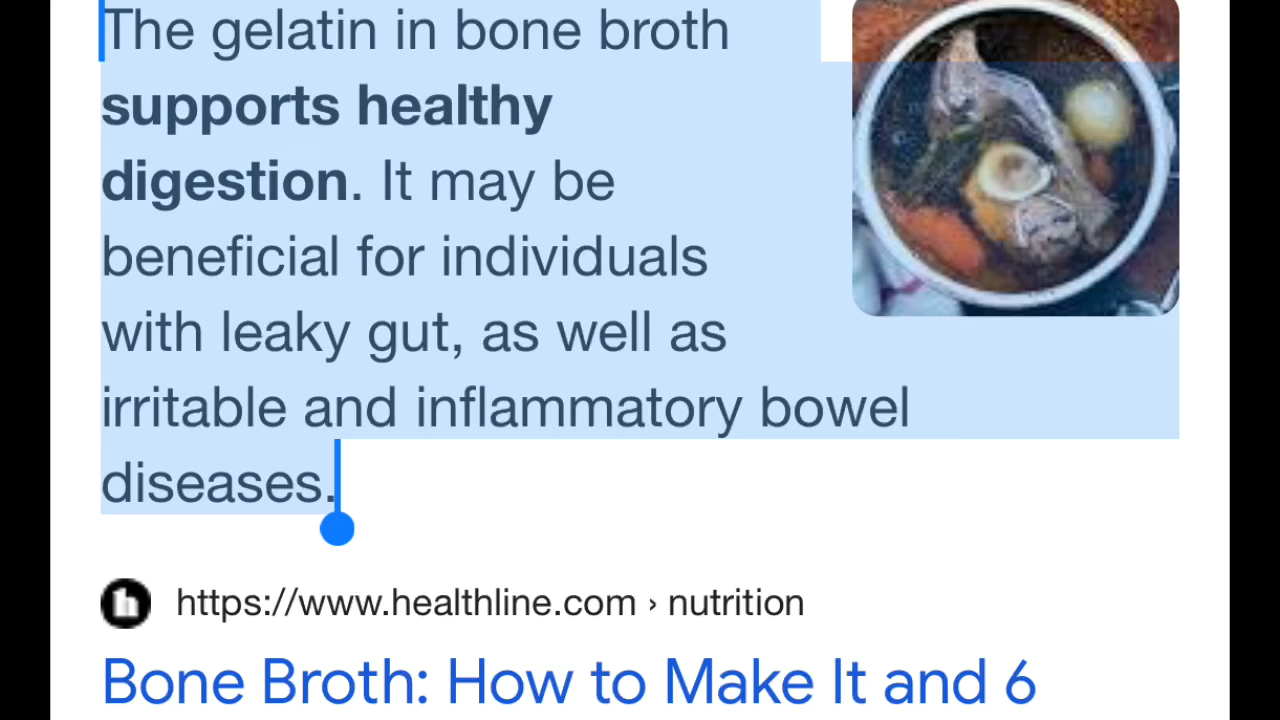 The gelatin in bone broth
supports healthy
digestion. It may be
beneficial for individuals
with leaky gut, as well as
irritable and inflammatory bowel
diseases.
https://www.healthline.com › nutrition
Bone Broth: How to Make It and 6